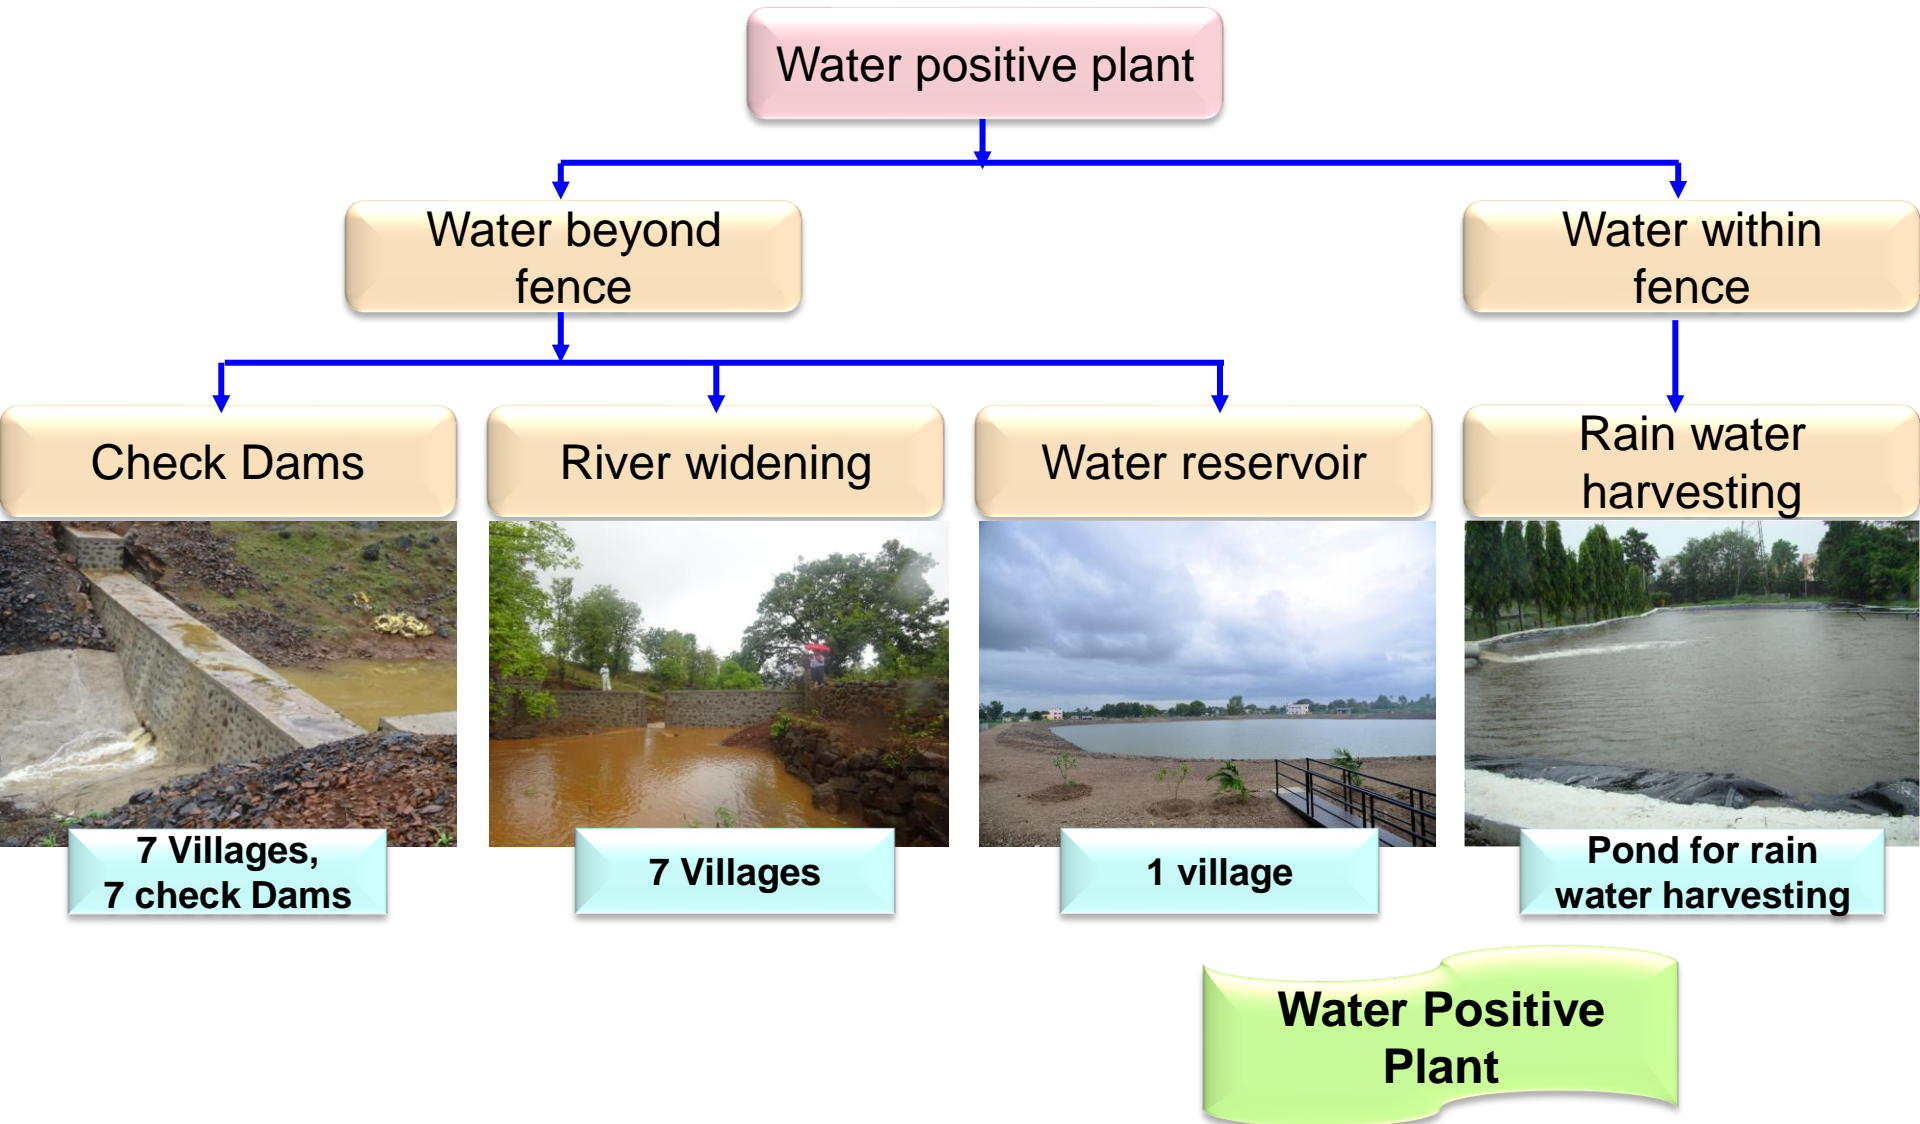 Water positive plant
Water beyond
fence
Water within
fence
Check Dams
River widening
Water reservoir
Rain water
harvesting
7 Villages,
7 check Dams
7 Villages
1 village
Pond for rain
water harvesting
Water Positive
Plant